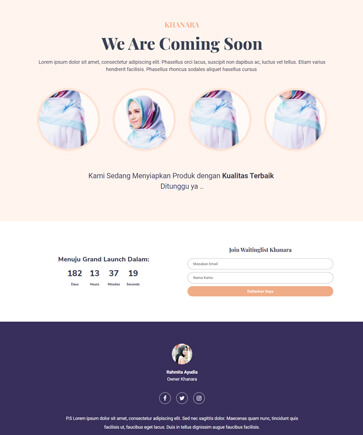 KHANARA
We Are Coming Soon
Lorem ipsum dolor sit amet, consectetur adipiscing elit. Phasellus orci lacus, suscipit non dapibus ac, luctus vel tellus. Etiam varius
hendrerit facilisis. Phasellus rhoncus sodales aliquet hasellus cursus
Kami Sedang Menyiapkan Produk dengan Kualitas Terbaik
Ditunggu ya ..
Menuju Grand Launch Dalam:
182 13 37 19
Days Hours Minutes Seconds
Join Waitinglist Khanara
Masukan Email
Nama Kamu
Daftarkan Saya
Rahmita Ayudia
Owner Khanara
P.S Lorem ipsum dolor sit amet, consectetur adipiscing elit. Sed nec sagittis dolor. Maecenas quam nunc, tincidunt quis
facilisis ut, faucibus eget lacus. Duis in tellus dignissim augue faucibus facilisis.